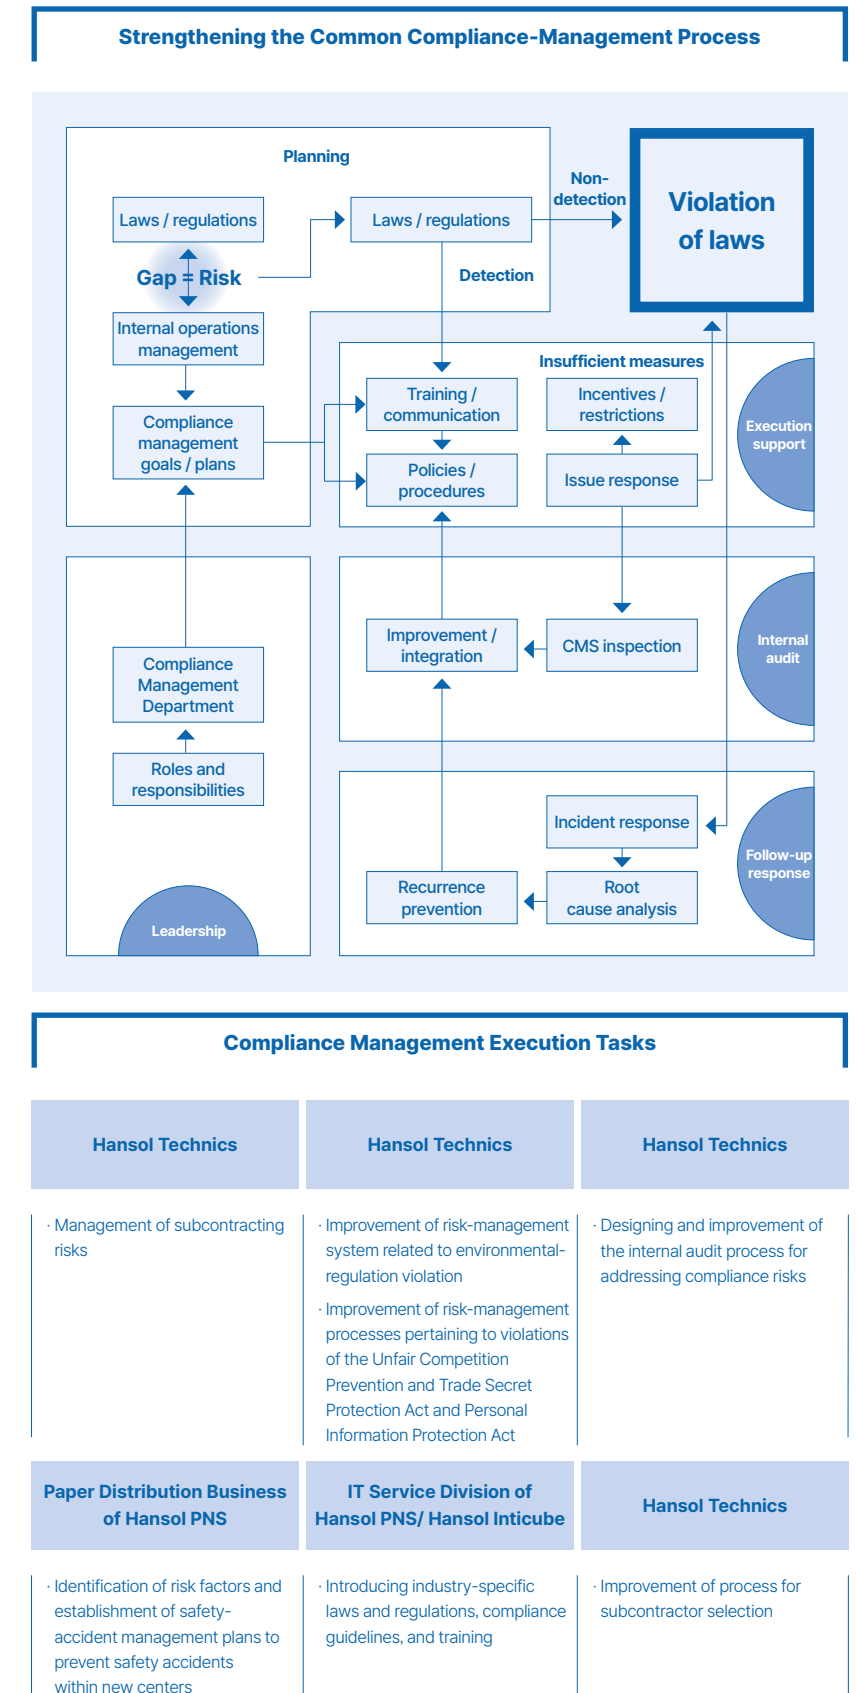 Strengthening the Common Compliance-Management Process
Planning
Laws / regulations
Gap = Risk
Internal operations
management
Compliance
management
goals / plans
Laws / regulations
Detection
Non-
detection
Violation
of laws
Insufficient measures
Training /
communication
Policies /
procedures
Incentives /
restrictions
Issue response
Execution
support
Compliance
Management
Department
Roles and
responsibilities
Leadership
Improvement /
integration
CMS inspection
Internal
audit
Incident response
Recurrence
prevention
Root
cause analysis
Follow-up
response
Compliance Management Execution Tasks
Hansol Technics
· Management of subcontracting
risks
Hansol Technics
· Improvement of risk-management
system related to environmental-
regulation violation
· Improvement of risk-management
processes pertaining to violations
of the Unfair Competition
Prevention and Trade Secret
Protection Act and Personal
Information Protection Act
Hansol Technics
· Designing and improvement of
the internal audit process for
addressing compliance risks
Paper Distribution Business
of Hansol PNS
· Identification of risk factors and
establishment of safety-
accident management plans to
prevent safety accidents
within new centers
IT Service Division of
Hansol PNS/ Hansol Inticube
· Introducing industry-specific
laws and regulations, compliance
guidelines, and training
Hansol Technics
· Improvement of process for
subcontractor selection